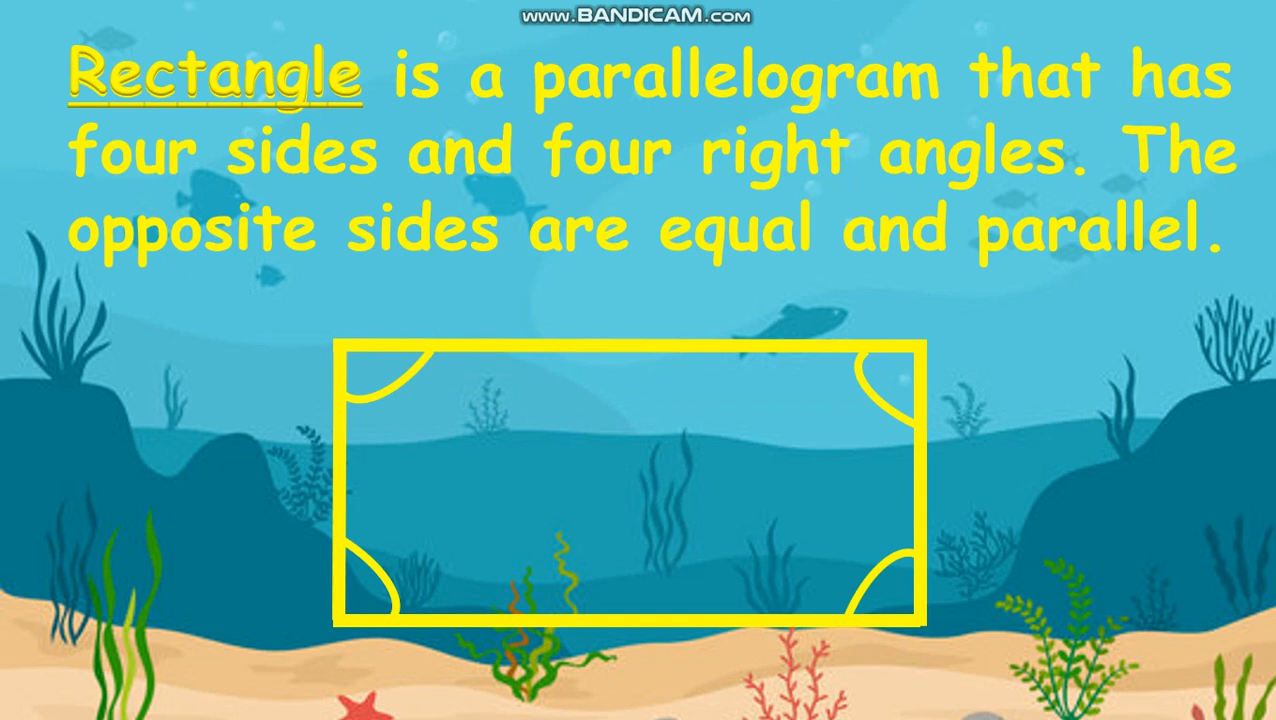 www.BANDICAM.com
Rectangle is a parallelogram that has
four sides and four right angles. The
opposite sides are equal and parallel.